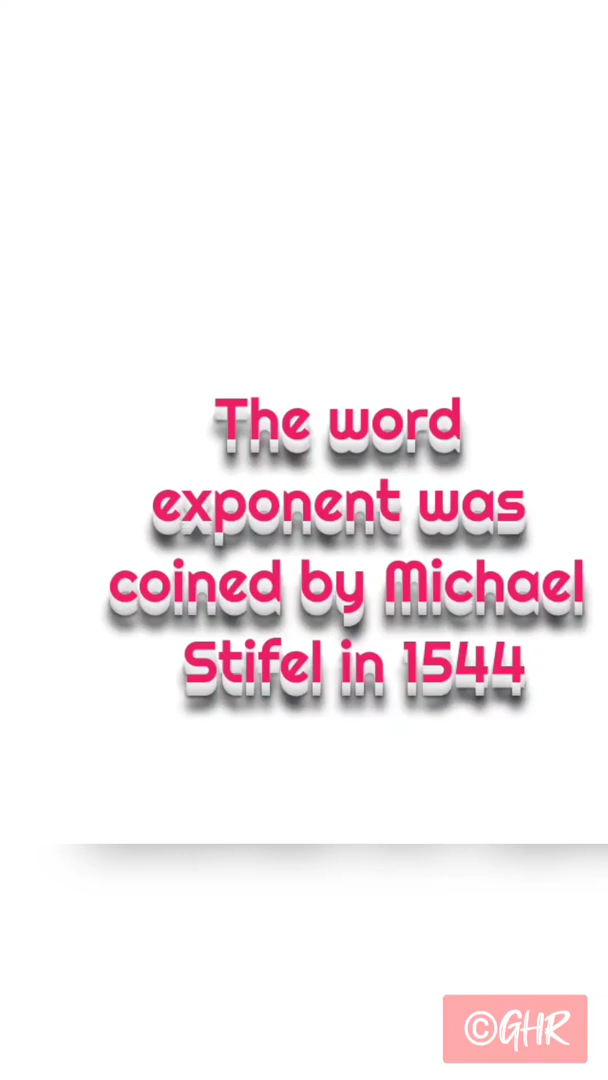 The word
exponent was
coined by Michael
Stifel in 1544
©GHR